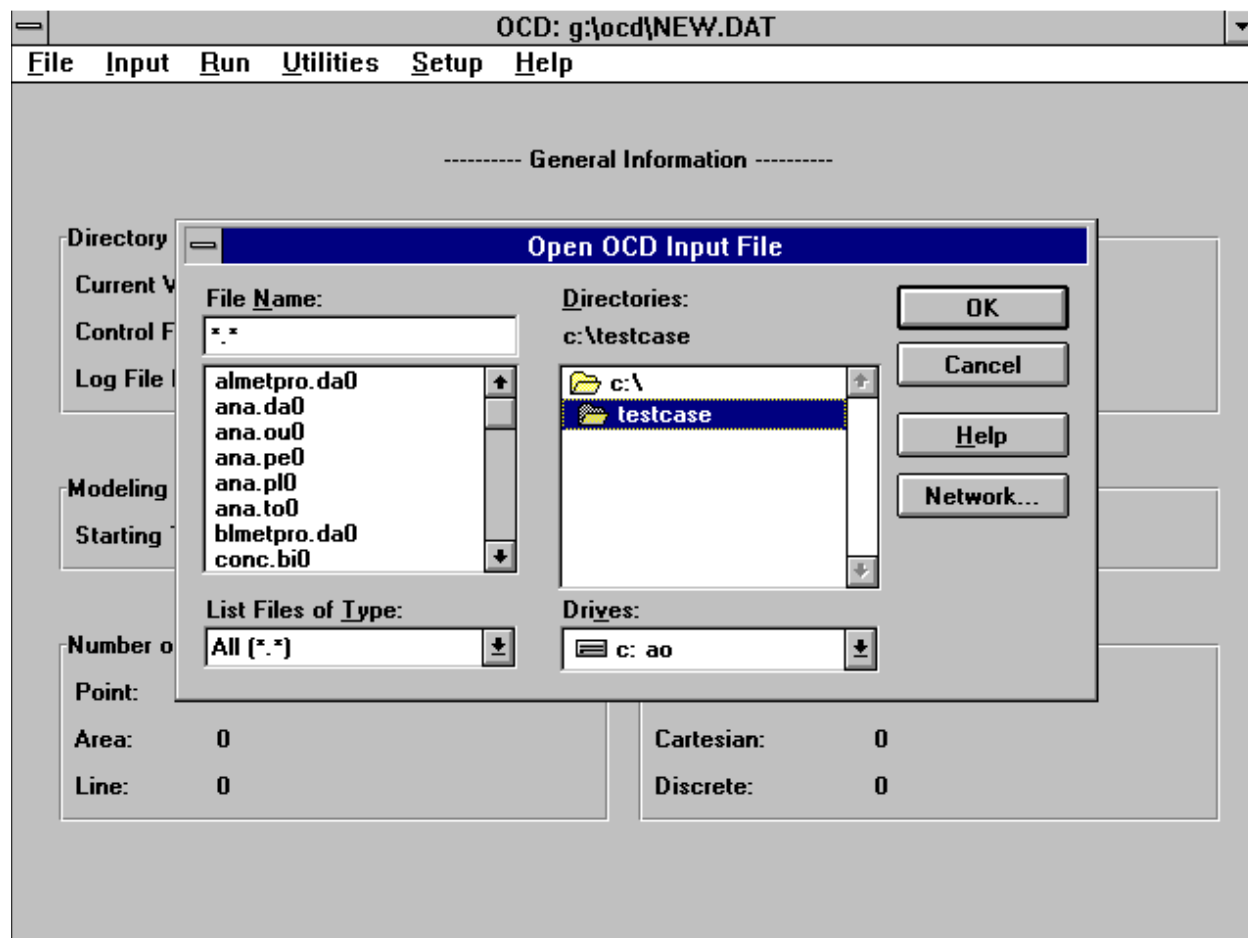 OCD: g:\ocd\NEW.DAT
File Input Run Utilities Setup Help
---------- General Information ----------
Directory
Current
Control F
Log File
Modeling
Starting
Number o
Point:
Area: 0
Line: 0
Cartesian: 0
Discrete: 0
Open OCD Input File
File Name:
*.*
almetpro.da0
ana.da0
ana.ou0
ana.pe0
ana.pl0
ana.to0
blmetpro.da0
conc.bi0
List Files of Type:
All (*.*)
Directories:
c:\testcase
c:\
testcase
Drives:
c: ao
OK
Cancel
Help
Network...